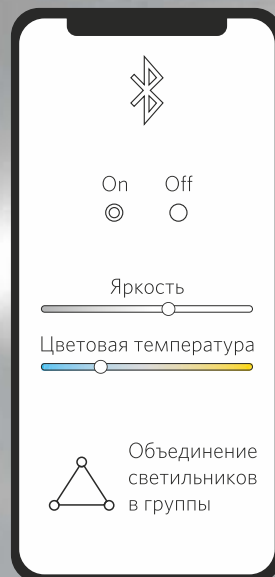 On Off
Яркость
Цветовая температура
Объединение
светильников
в группы